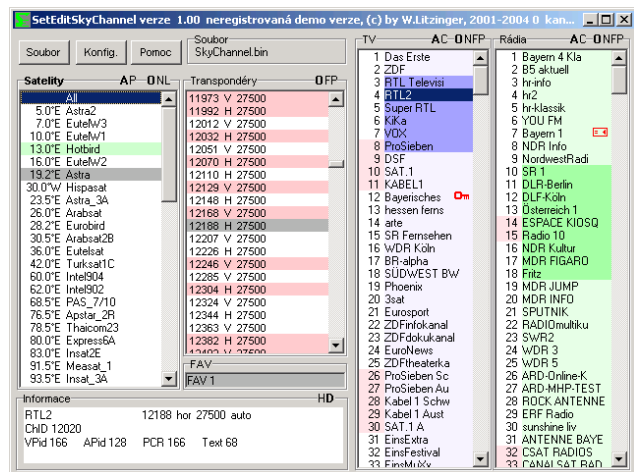 SetEditSkyChannel verze 1.00 neregistrovaná demo verze, (c) by W.Litzinger, 2001-2004 0 kan...
Soubor Konfig. Pomoc
Soubor
SkyChannel.bin
Satelity AP ONL
All
5.0°E Astra2
7.0°E EutelW3
10.0°E EutelW1
13.0°E Hotbird
16.0°E EutelW2
19.2°E Astra
30.0°W Hispasat
23.5°E Astra_3A
26.0°E Arabsat
28.2°E Eurobird
30.5°E Arabsat2B
36.0°E Eutelsat
42.0°E Turksat1C
60.0°E Intel904
62.0°E Intel902
68.5°E PAS_7/10
76.5°E Apstar_2R
78.5°E Thaicom23
80.0°E Express6A
83.0°E Insat2E
91.5°E Measat_1
93.5°E Insat_3A
Transpondéry OFP
11973 V 27500
11992 H 27500
12012 V 27500
12032 H 27500
12051 V 27500
12070 H 27500
12110 H 27500
12129 V 27500
12148 H 27500
12168 V 27500
12188 H 27500
12207 V 27500
12226 H 27500
12246 V 27500
12285 V 27500
12304 H 27500
12324 V 27500
12344 H 27500
12363 V 27500
12382 H 27500
12402 V 27500
FAV
FAV 1
TV AC ONFP
1 Das Erste
2 ZDF
3 RTL Televisi
4 RTL2
5 Super RTL
6 KiKa
7 VOX
8 ProSieben
9 DSF
10 SAT.1
11 KABEL1
12 Bayerisches
13 hessen ferns
14 arte
15 SR Fernsehen
16 WDR Köln
17 BR-alpha
18 SÜDWEST BW
19 Phoenix
20 3sat
21 Eurosport
22 ZDFinfokanal
23 ZDFdokukanal
24 EuroNews
25 ZDFtheaterka
26 ProSieben Sc
27 ProSieben Au
28 Kabel 1 Schw
29 Kabel 1 Aust
30 SAT.1 A
31 EinsExtra
32 EinsFestival
33 EinsMuXx
Rádia AC ONFP
1 Bayern 4 Kla
2 B5 aktuell
3 hr-info
4 hr2
5 hr-klassik
6 YOU FM
7 Bayern 1
8 NDR Info
9 NordwestRadi
10 SR 1
11 DLR-Berlin
12 DLF-Köln
13 Österreich 1
14 ESPACE KIOSQ
15 Radio 10
16 NDR Kultur
17 MDR FIGARO
18 Fritz
19 MDR JUMP
20 MDR INFO
21 SPUTNIK
22 RADIOmultiku
23 SWR2
24 WDR 3
25 WDR 5
26 ARD-Online-K
27 ARD-MHP-TEST
28 ROCK ANTENNE
29 ERF Radio
30 sunshine liv
31 ANTENNE BAYE
32 CSAT RADIOS
33 CANALSAT RAD
Informace HD
RTL2 12188 hor 27500 auto
ChID 12020
VPid 166 APid 128 PCR 166 Text 68